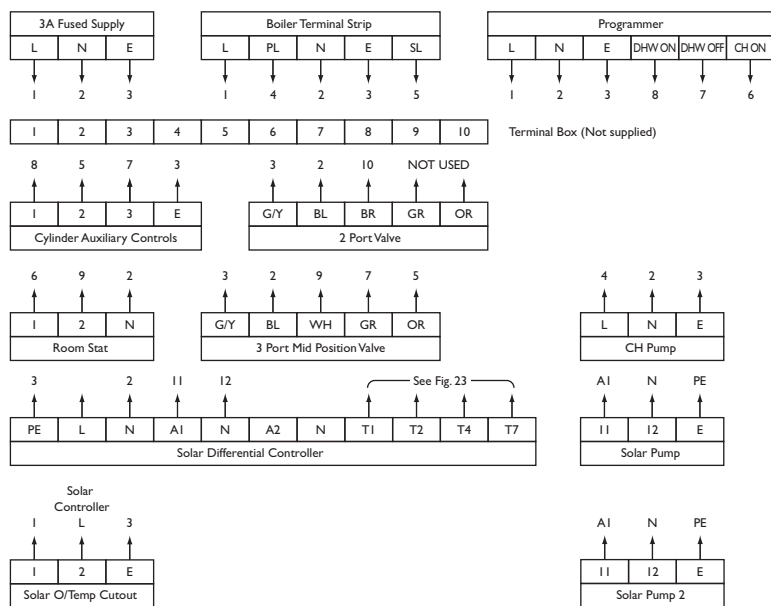 3A Fused Supply Boiler Terminal Strip Programmer
L N E L PL N E SL L N E DHW ON DHW OFF CH ON
1 2 3 1 4 2 3 5 1 2 3 8 7 6
1 2 3 4 5 6 7 8 9 10 Terminal Box (Not supplied)
8 5 7 3 3 2 10 NOT USED
1 2 3 E G/Y BL BR GR OR
Cylinder Auxiliary Controls 2 Port Valve
6 9 2 3 2 9 7 5 4 2 3
1 2 N G/Y BL WH GR OR L N E
Room Stat 3 Port Mid Position Valve CH Pump
3 2 11 12 See Fig. 23 A1 N PE
PE L N A1 N A2 N T1 T2 T4 T7 11 12 E
Solar Differential Controller Solar Pump
Solar
Controller
1 L 3 A1 N PE
1 2 E 11 12 E
Solar O/Temp Cutout Solar Pump 2